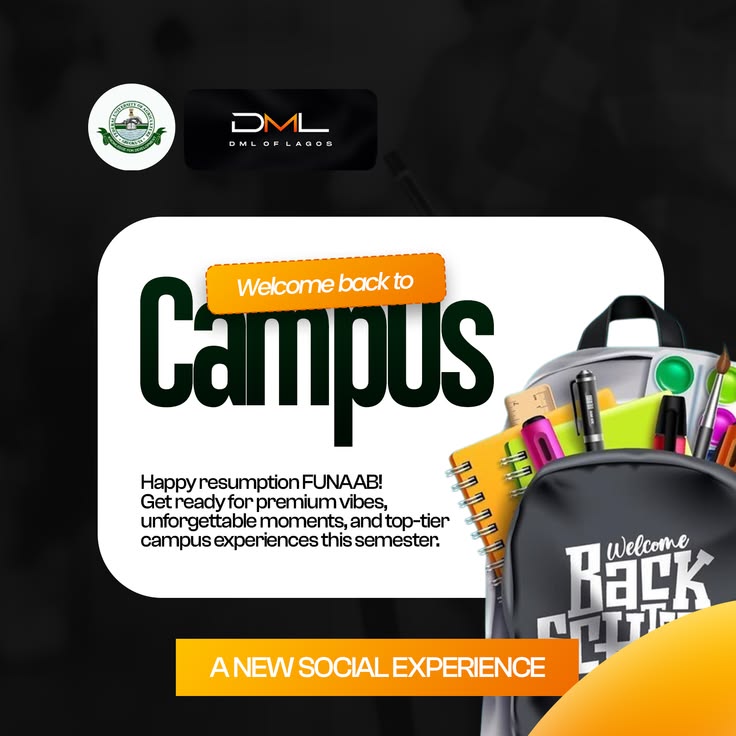 DML
DML OF LAGOS
Welcome back to
Campus
Happy resumption FUNAAB!
Get ready for premium vibes,
unforgettable moments, and top-tier
campus experiences this semester.
Welcome
BACK
A NEW SOCIAL EXPERIENCE